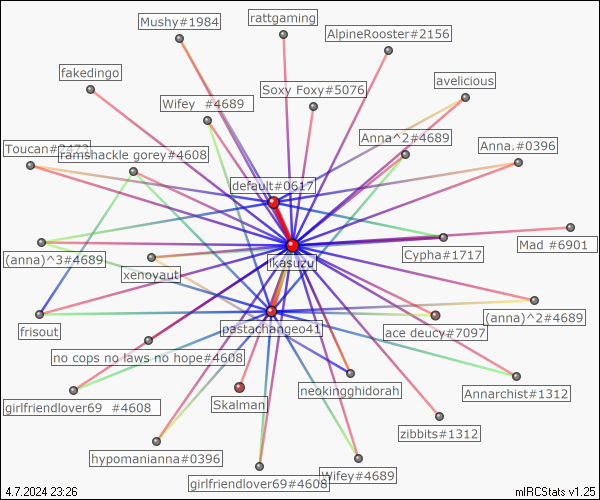 Mushy#1984
rattgaming
AlpineRooster#2156
fakedingo
avelicious
Soxy Foxy#5076
Wifey #4689
Anna^2#4689
Anna.#0396
Toucan#2473
ramshackle gorey#4608
default#0617
Cypha#1717
Mad #6901
(anna)^3#4689
xenoyaut
ikasuzu
(anna)^2#4689
frisout
pastachangeo41
ace deucy#7097
no cops no laws no hope#4608
neokingghidorah
Annarchist#1312
girlfriendlover69 #4608
Skalman
zibbits#1312
hypomanianna#0396
girlfriendlover69#4608
Wifey#4689
4.7.2024 23:26
mIRCStats v1.25